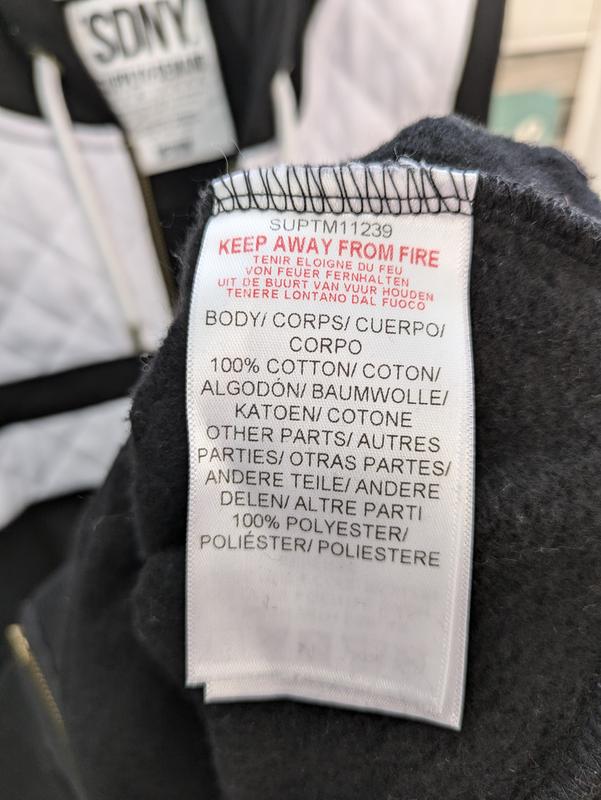 SDNY
SUPTM11239
KEEP AWAY FROM FIRE
TENIR ELOIGNE DU FEU
VON FEUER FERNHALTEN
UIT DE BUURT VAN VUUR HOUDEN
TENERE LONTANO DAL FUOCO
BODY/ CORPS/ CUERPO/
CORPO
100% COTTON/ COTON/
ALGODÓN/ BAUMWOLLE/
KATOEN/ COTONE
OTHER PARTS/ AUTRES
PARTIES/ OTRAS PARTES/
ANDERE TEILE/ ANDERE
DELEN/ ALTRE PARTI
100% POLYESTER/
POLIÉSTER/ POLIESTERE